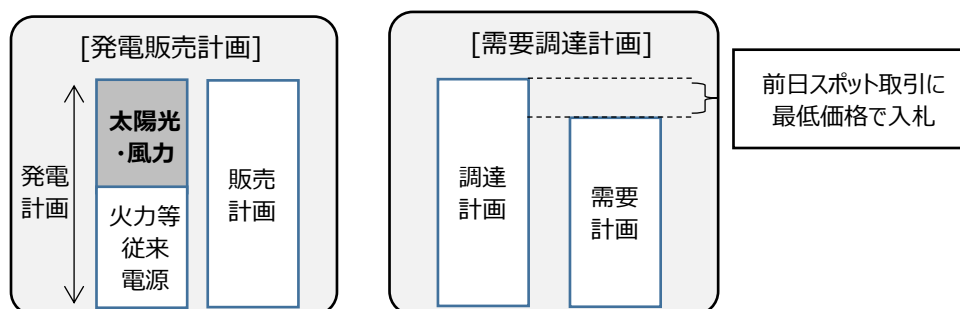 [発電販売計画]
発電
計画
太陽光
・風力
火力等
従来
電源
販売
計画
[需要調達計画]
調達
計画
需要
計画
前日スポット取引に
最低価格で入札